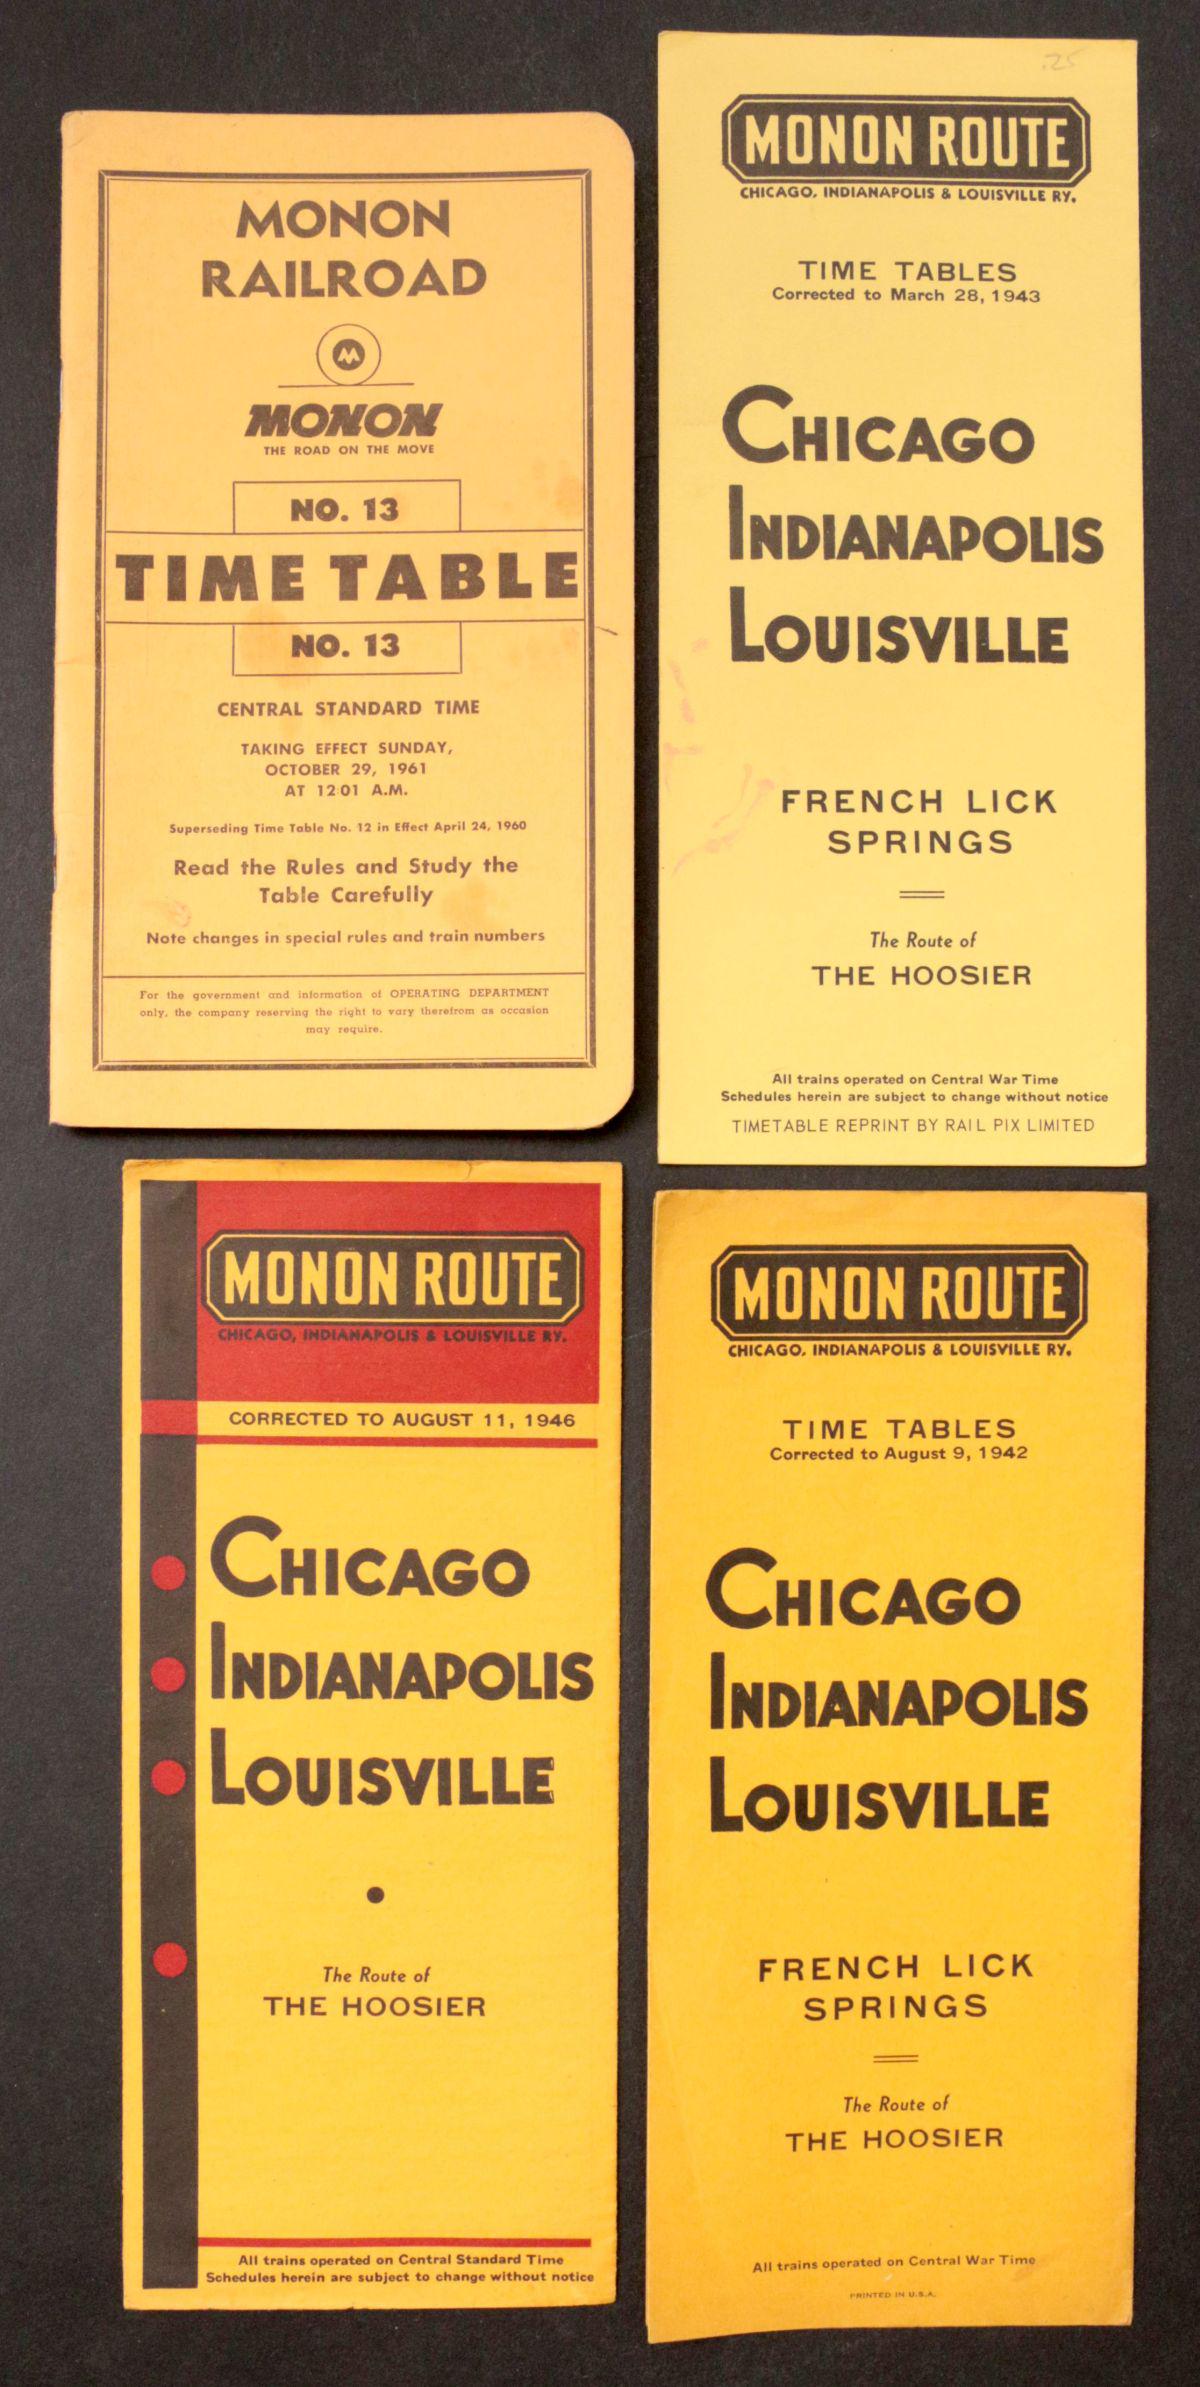 MONON
RAILROAD
M
MONON
THE ROAD ON THE MOVE
NO. 13
TIME TABLE
NO. 13
CENTRAL STANDARD TIME
TAKING EFFECT SUNDAY,
OCTOBER 29, 1961
AT 12:01 A.M.
Superseding Time Table No. 12 in Effect April 24, 1960
Read the Rules and Study the
Table Carefully
Note changes in special rules and train numbers
For the government and information of OPERATING DEPARTMENT
only, the company reserving the right to vary therefrom as occasion
may require.
.25
MONON ROUTE
CHICAGO, INDIANAPOLIS & LOUISVILLE RY.
TIME TABLES
Corrected to March 28, 1943
CHICAGO
INDIANAPOLIS
LOUISVILLE
FRENCH LICK
SPRINGS
The Route of
THE HOOSIER
All trains operated on Central War Time
Schedules herein are subject to change without notice
TIMETABLE REPRINT BY RAIL PIX LIMITED
MONON ROUTE
CHICAGO, INDIANAPOLIS & LOUISVILLE RY.
CORRECTED TO AUGUST 11, 1946
CHICAGO
INDIANAPOLIS
LOUISVILLE
The Route of
THE HOOSIER
All trains operated on Central Standard Time
Schedules herein are subject to change without notice
MONON ROUTE
CHICAGO, INDIANAPOLIS & LOUISVILLE RY.
TIME TABLES
Corrected to August 9, 1942
CHICAGO
INDIANAPOLIS
LOUISVILLE
FRENCH LICK
SPRINGS
The Route of
THE HOOSIER
All trains operated on Central War Time
PRINTED IN U.S.A.